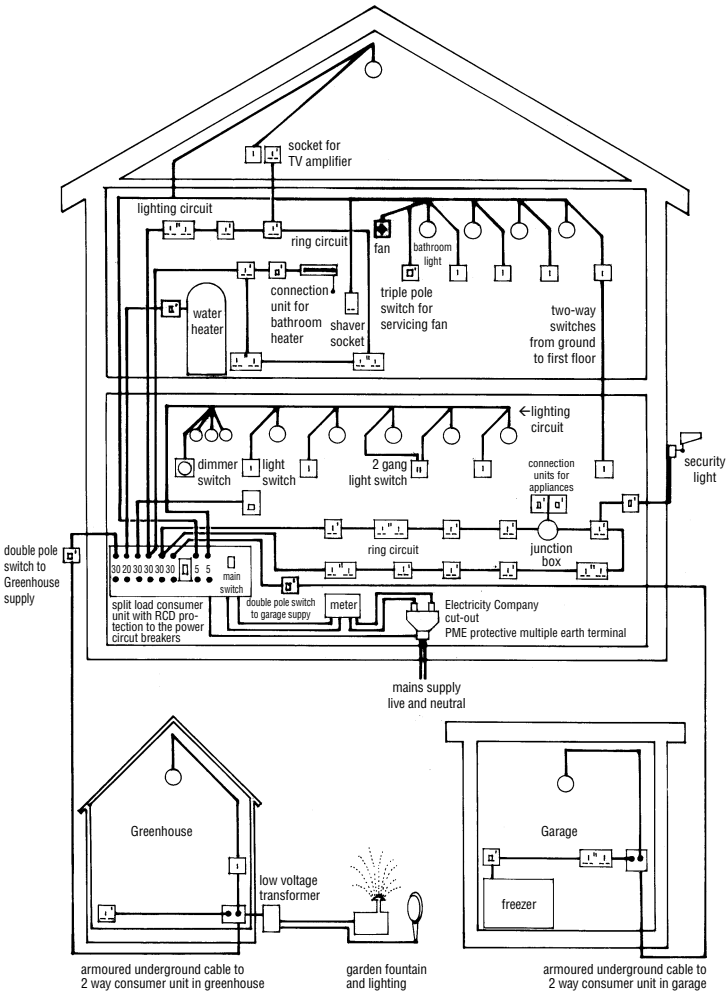 socket for
TV amplifier
lighting circuit
ring circuit
fan
bathroom
light
connection
unit for
bathroom
heater
shaver
socket
triple pole
switch for
servicing fan
two-way
switches
from ground
to first floor
water
heater
lighting
circuit
dimmer
switch
light
switch
2 gang
light switch
connection
units for
appliances
security
light
ring circuit
junction
box
double pole
switch to
Greenhouse
supply
30 20 30 30 30 30 5 5
main
switch
split load consumer
unit with RCD pro-
tection to the power
circut breakers
double pole switch
to garage suppy
meter
Electricity Company
cut-out
PME protective multiple earth terminal
mains supply
live and neutral
Greenhouse
low voltage
transformer
Garage
freezer
armoured underground cable to
2 way consumer unit in greenhouse
garden fountain
and lighting
armoured underground cable to
2 way consumer unit in garage